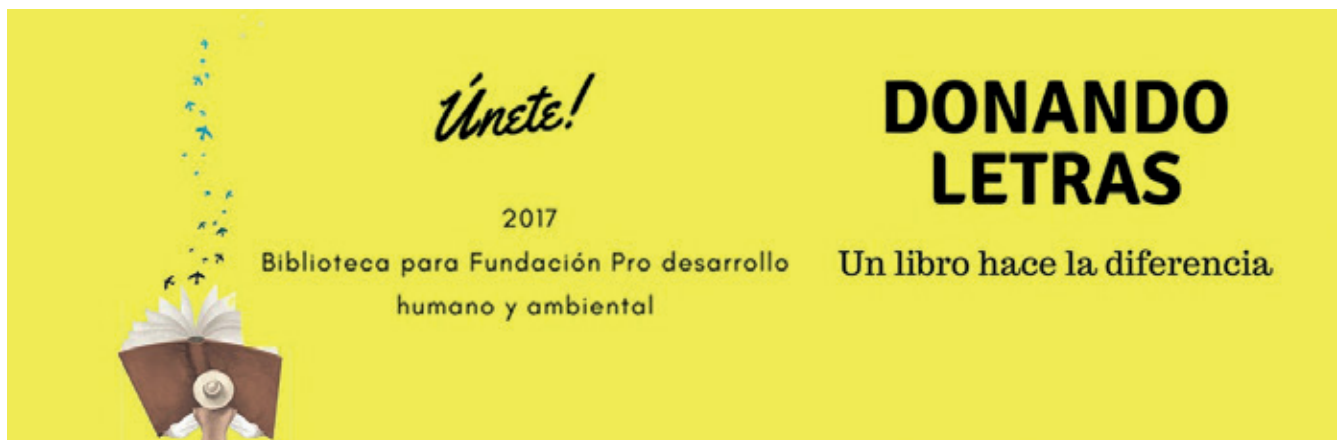 Únete!
2017
Biblioteca para Fundación Pro desarrollo
humano y ambiental
DONANDO
LETRAS
Un libro hace la diferencia